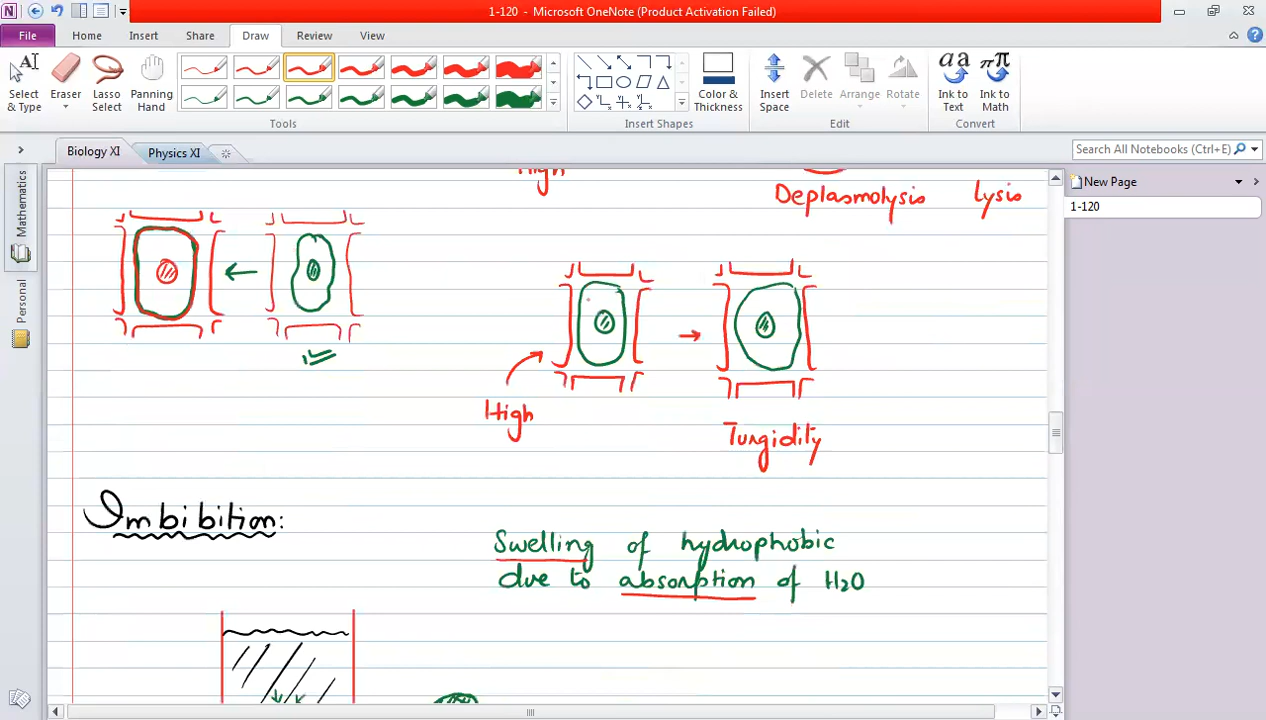 1-120 - Microsoft OneNote (Product Activation Failed)
File Home Insert Share Draw Review View
Select & Type
Eraser
Lasso Select
Panning Hand
Color & Thickness
Insert Space
Delete
Arrange
Rotate
Ink to Text
Ink to Math
Tools
Insert Shapes
Edit
Convert
Biology XI
Physics XI
Search All Notebooks (Ctrl+E)
Mathematics
Personal
New Page
1-120
High
Deplasmolysis Lysis
High
Turgidity
Imbibition:
Swelling of hydrophobic
due to absorption of H2O